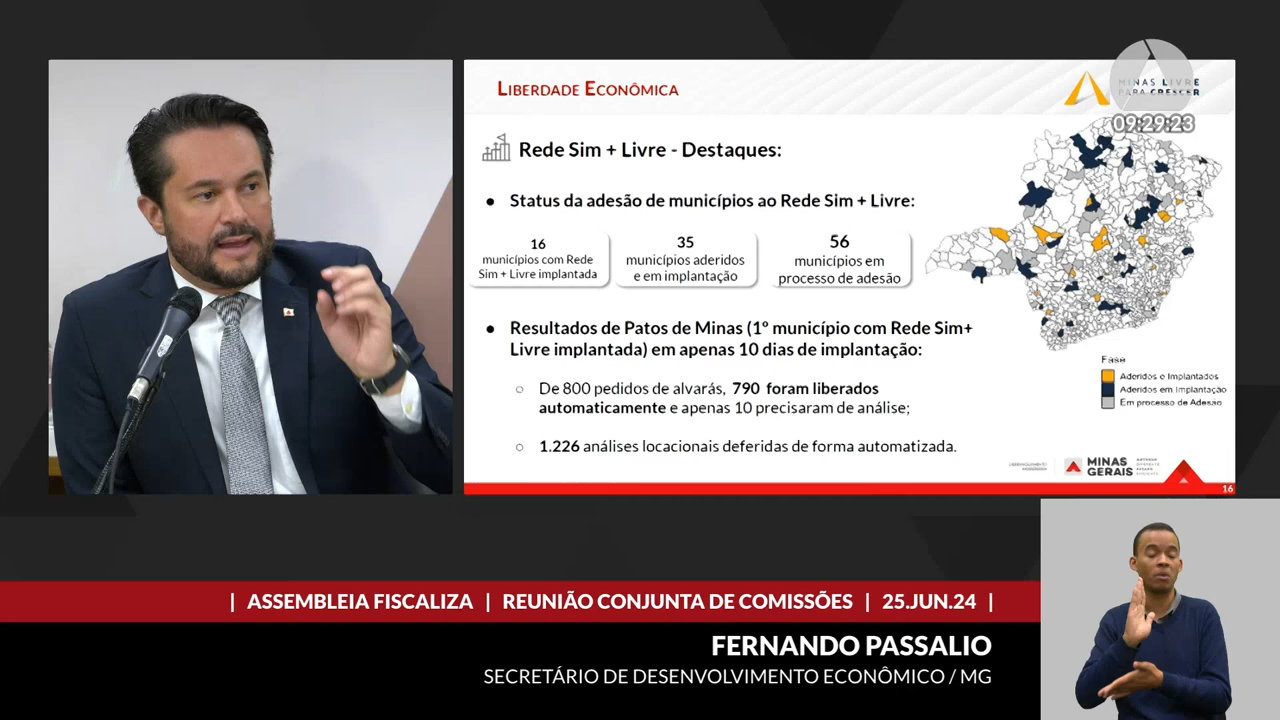 LIBERDADE ECONÔMICA
MINAS LIVRE
PARA CRESCER
09:29:23
Rede Sim + Livre - Destaques:
● Status da adesão de municípios ao Rede Sim + Livre:
16
municípios com Rede
Sim + Livre implantada
35
municípios aderidos
e em implantação
56
municípios em
processo de adesão
● Resultados de Patos de Minas (1º município com Rede Sim+
Livre implantada) em apenas 10 dias de implantação:
○ De 800 pedidos de alvarás, 790 foram liberados
automaticamente e apenas 10 precisaram de análise;
○ 1.226 análises locacionais deferidas de forma automatizada.
Fase
Aderidos e Implantados
Aderidos em Implantação
Em processo de Adesão
MINAS
GERAIS
16
| ASSEMBLEIA FISCALIZA | REUNIÃO CONJUNTA DE COMISSÕES | 25.JUN.24 |
FERNANDO PASSALIO
SECRETÁRIO DE DESENVOLVIMENTO ECONÔMICO / MG